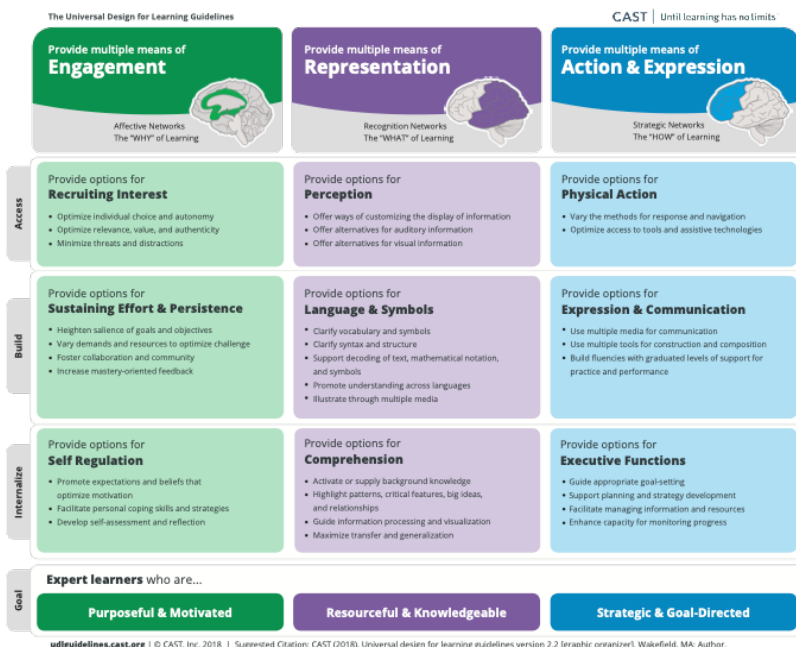 The Universal Design for Learning Guidelines
CAST | Until learning has no limits
Provide multiple means of
Engagement
Affective Networks
The "WHY" of Learning
Provide multiple means of
Representation
Recognition Networks
The "WHAT" of Learning
Provide multiple means of
Action & Expression
Strategic Networks
The "HOW" of Learning
Access
Provide options for
Recruiting Interest
• Optimize individual choice and autonomy
• Optimize relevance, value, and authenticity
• Minimize threats and distractions
Provide options for
Perception
• Offer ways of customizing the display of information
• Offer alternatives for auditory information
• Offer alternatives for visual information
Provide options for
Physical Action
• Vary the methods for response and navigation
• Optimize access to tools and assistive technologies
Build
Provide options for
Sustaining Effort & Persistence
• Heighten salience of goals and objectives
• Vary demands and resources to optimize challenge
• Foster collaboration and community
• Increase mastery-oriented feedback
Provide options for
Language & Symbols
• Clarify vocabulary and symbols
• Clarify syntax and structure
• Support decoding of text, mathematical notation,
and symbols
• Promote understanding across languages
• Illustrate through multiple media
Provide options for
Expression & Communication
• Use multiple media for communication
• Use multiple tools for construction and composition
• Build fluencies with graduated levels of support for
practice and performance
Internalize
Provide options for
Self Regulation
• Promote expectations and beliefs that
optimize motivation
• Facilitate personal coping skills and strategies
• Develop self-assessment and reflection
Provide options for
Comprehension
• Activate or supply background knowledge
• Highlight patterns, critical features, big ideas,
and relationships
• Guide information processing and visualization
• Maximize transfer and generalization
Provide options for
Executive Functions
• Guide appropriate goal-setting
• Support planning and strategy development
• Facilitate managing information and resources
• Enhance capacity for monitoring progress
Goal
Expert learners who are...
Purposeful & Motivated
Resourceful & Knowledgeable
Strategic & Goal-Directed
udlguidelines.cast.org | © CAST, Inc. 2018 | Suggested Citation: CAST (2018). Universal design for learning guidelines version 2.2 [graphic organizer]. Wakefield, MA: Author.